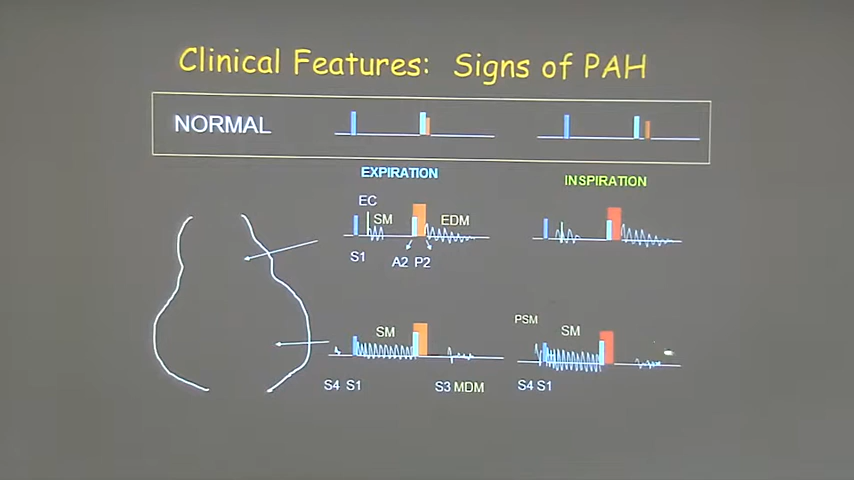 Clinical Features: Signs of PAH
NORMAL
EXPIRATION
INSPIRATION
EC
SM
EDM
S1
A2 P2
SM
PSM
SM
S4 S1
S3 MDM
S4 S1